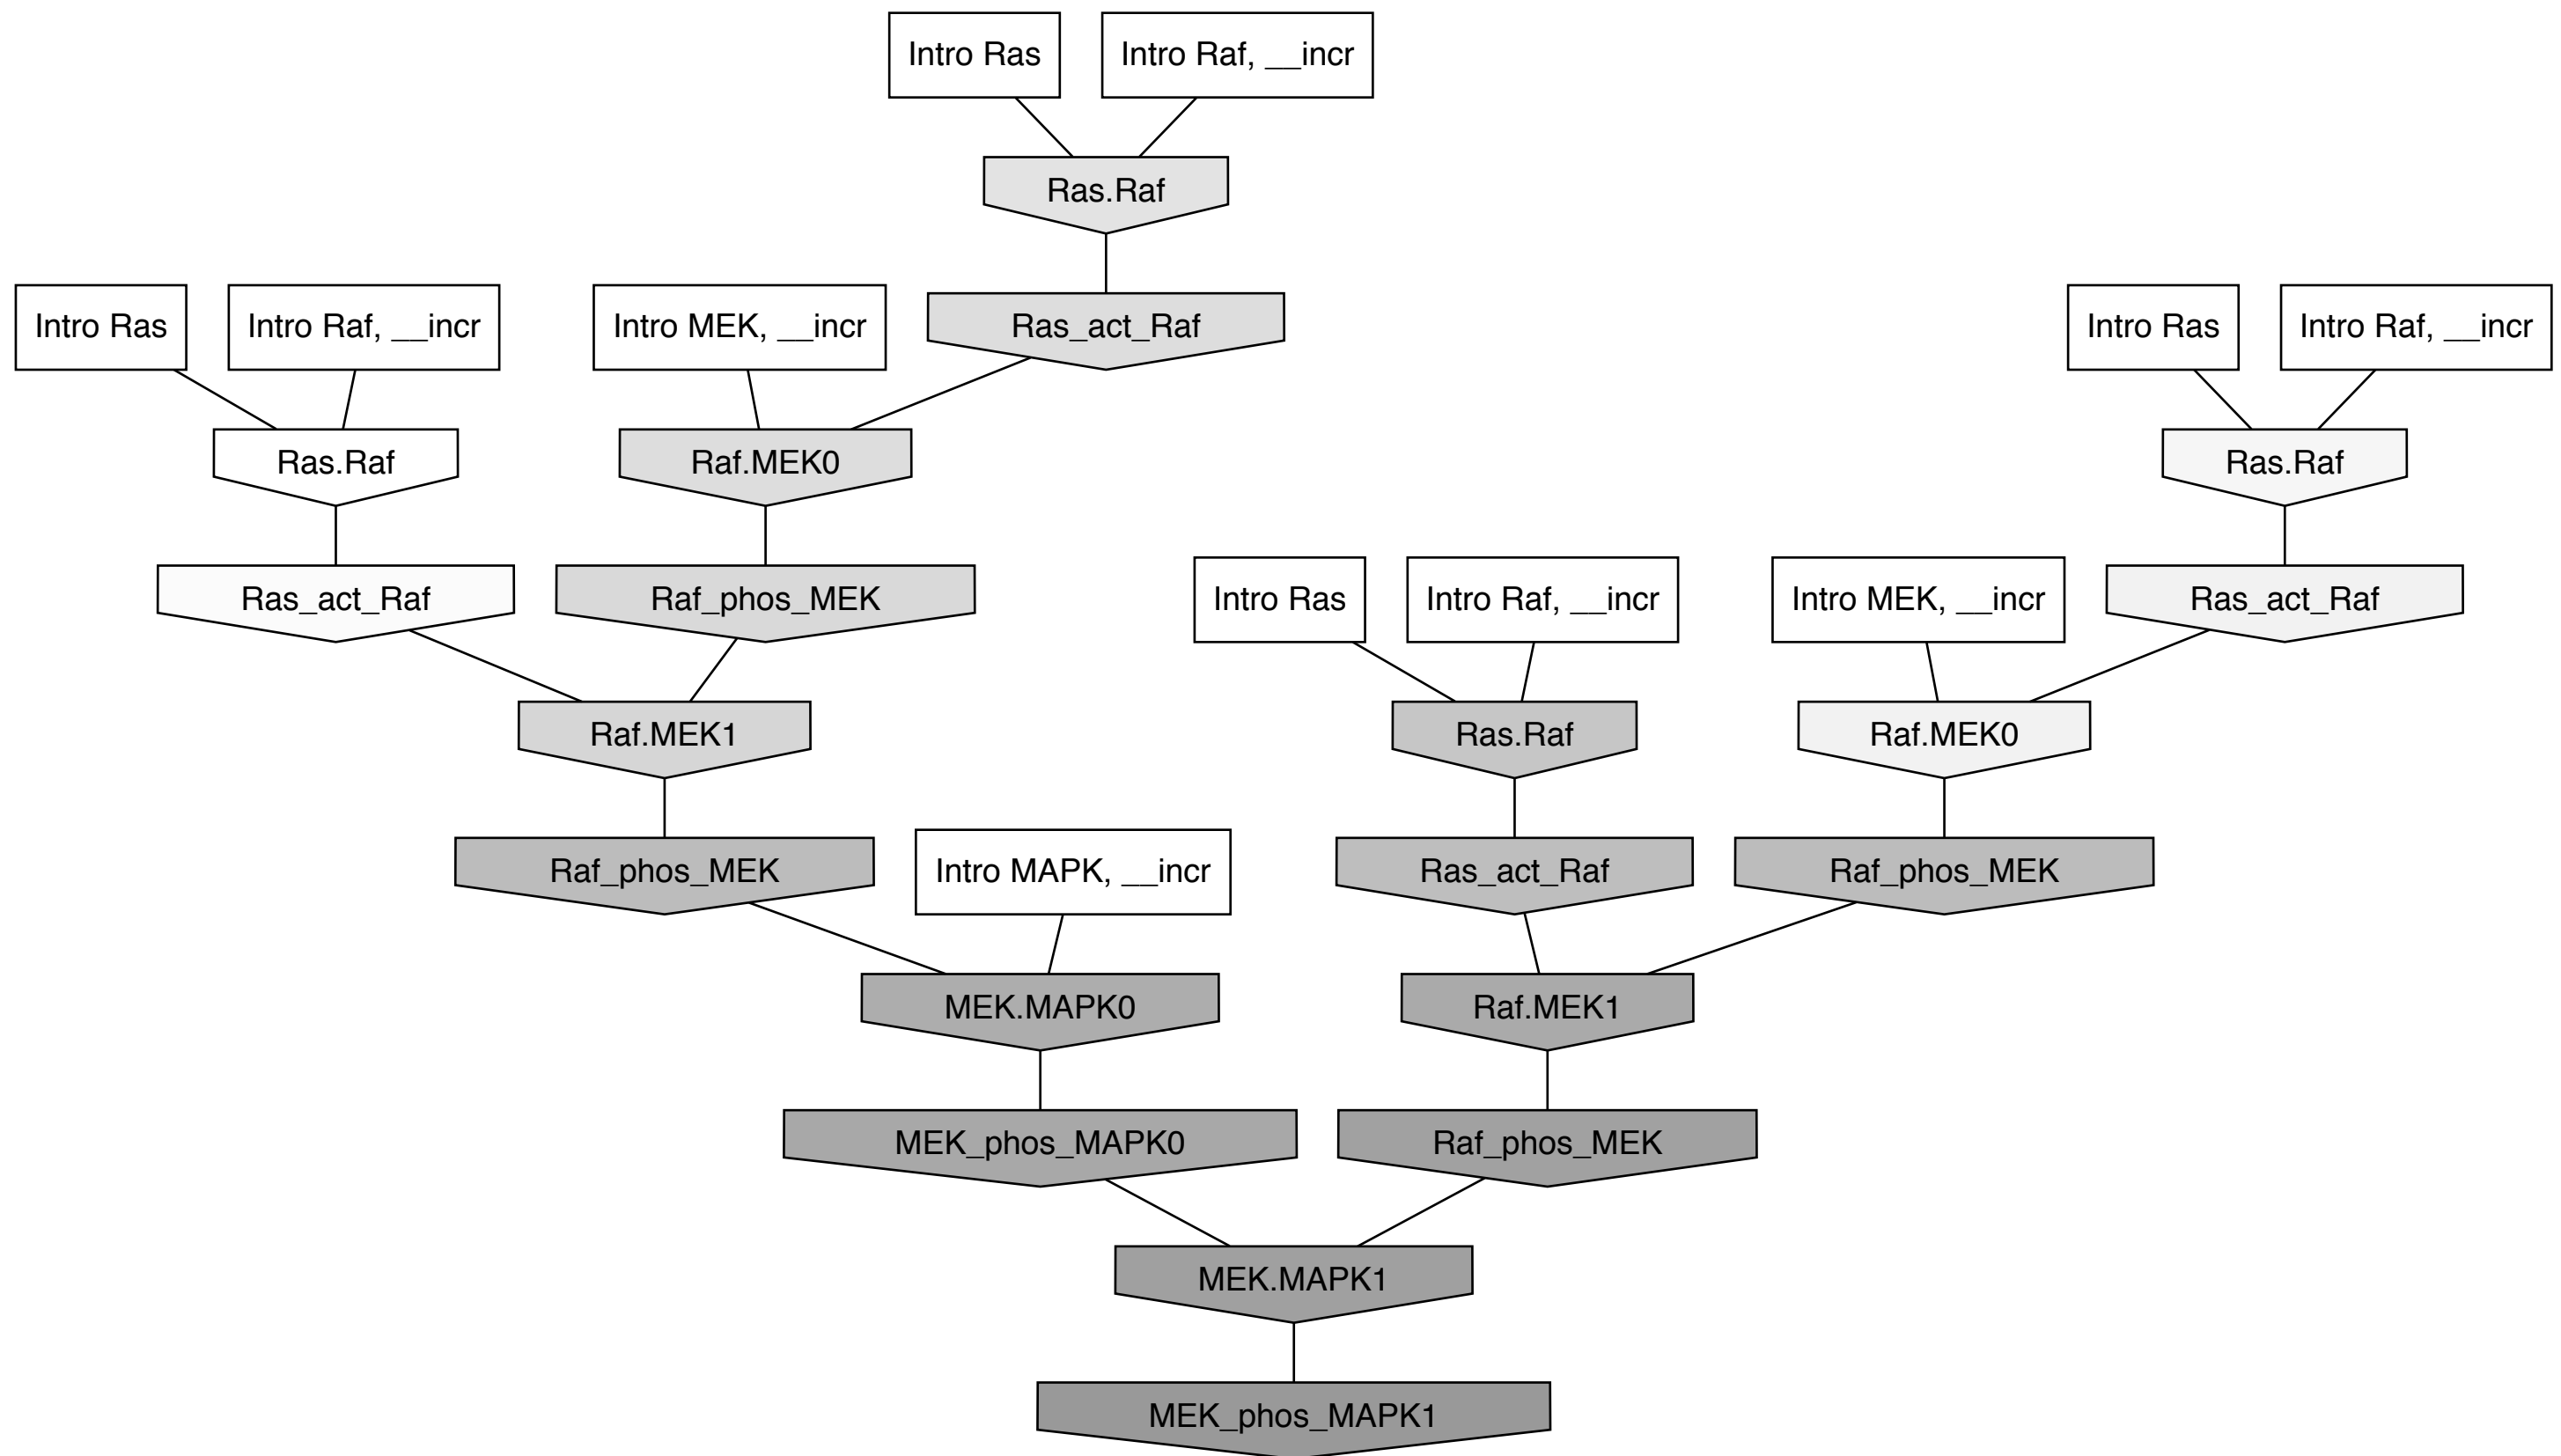 Intro Ras
Intro Raf, __incr
Ras.Raf
Intro Ras
Intro Raf, __incr
Intro MEK, __incr
Ras_act_Raf
Intro Ras
Intro Raf, __incr
Ras.Raf
Raf.MEK0
Ras.Raf
Ras_act_Raf
Raf_phos_MEK
Intro Ras
Intro Raf, __incr
Intro MEK, __incr
Ras_act_Raf
Raf.MEK1
Ras.Raf
Raf.MEK0
Raf_phos_MEK
Intro MAPK, __incr
Ras_act_Raf
Raf_phos_MEK
MEK.MAPK0
Raf.MEK1
MEK_phos_MAPK0
Raf_phos_MEK
MEK.MAPK1
MEK_phos_MAPK1